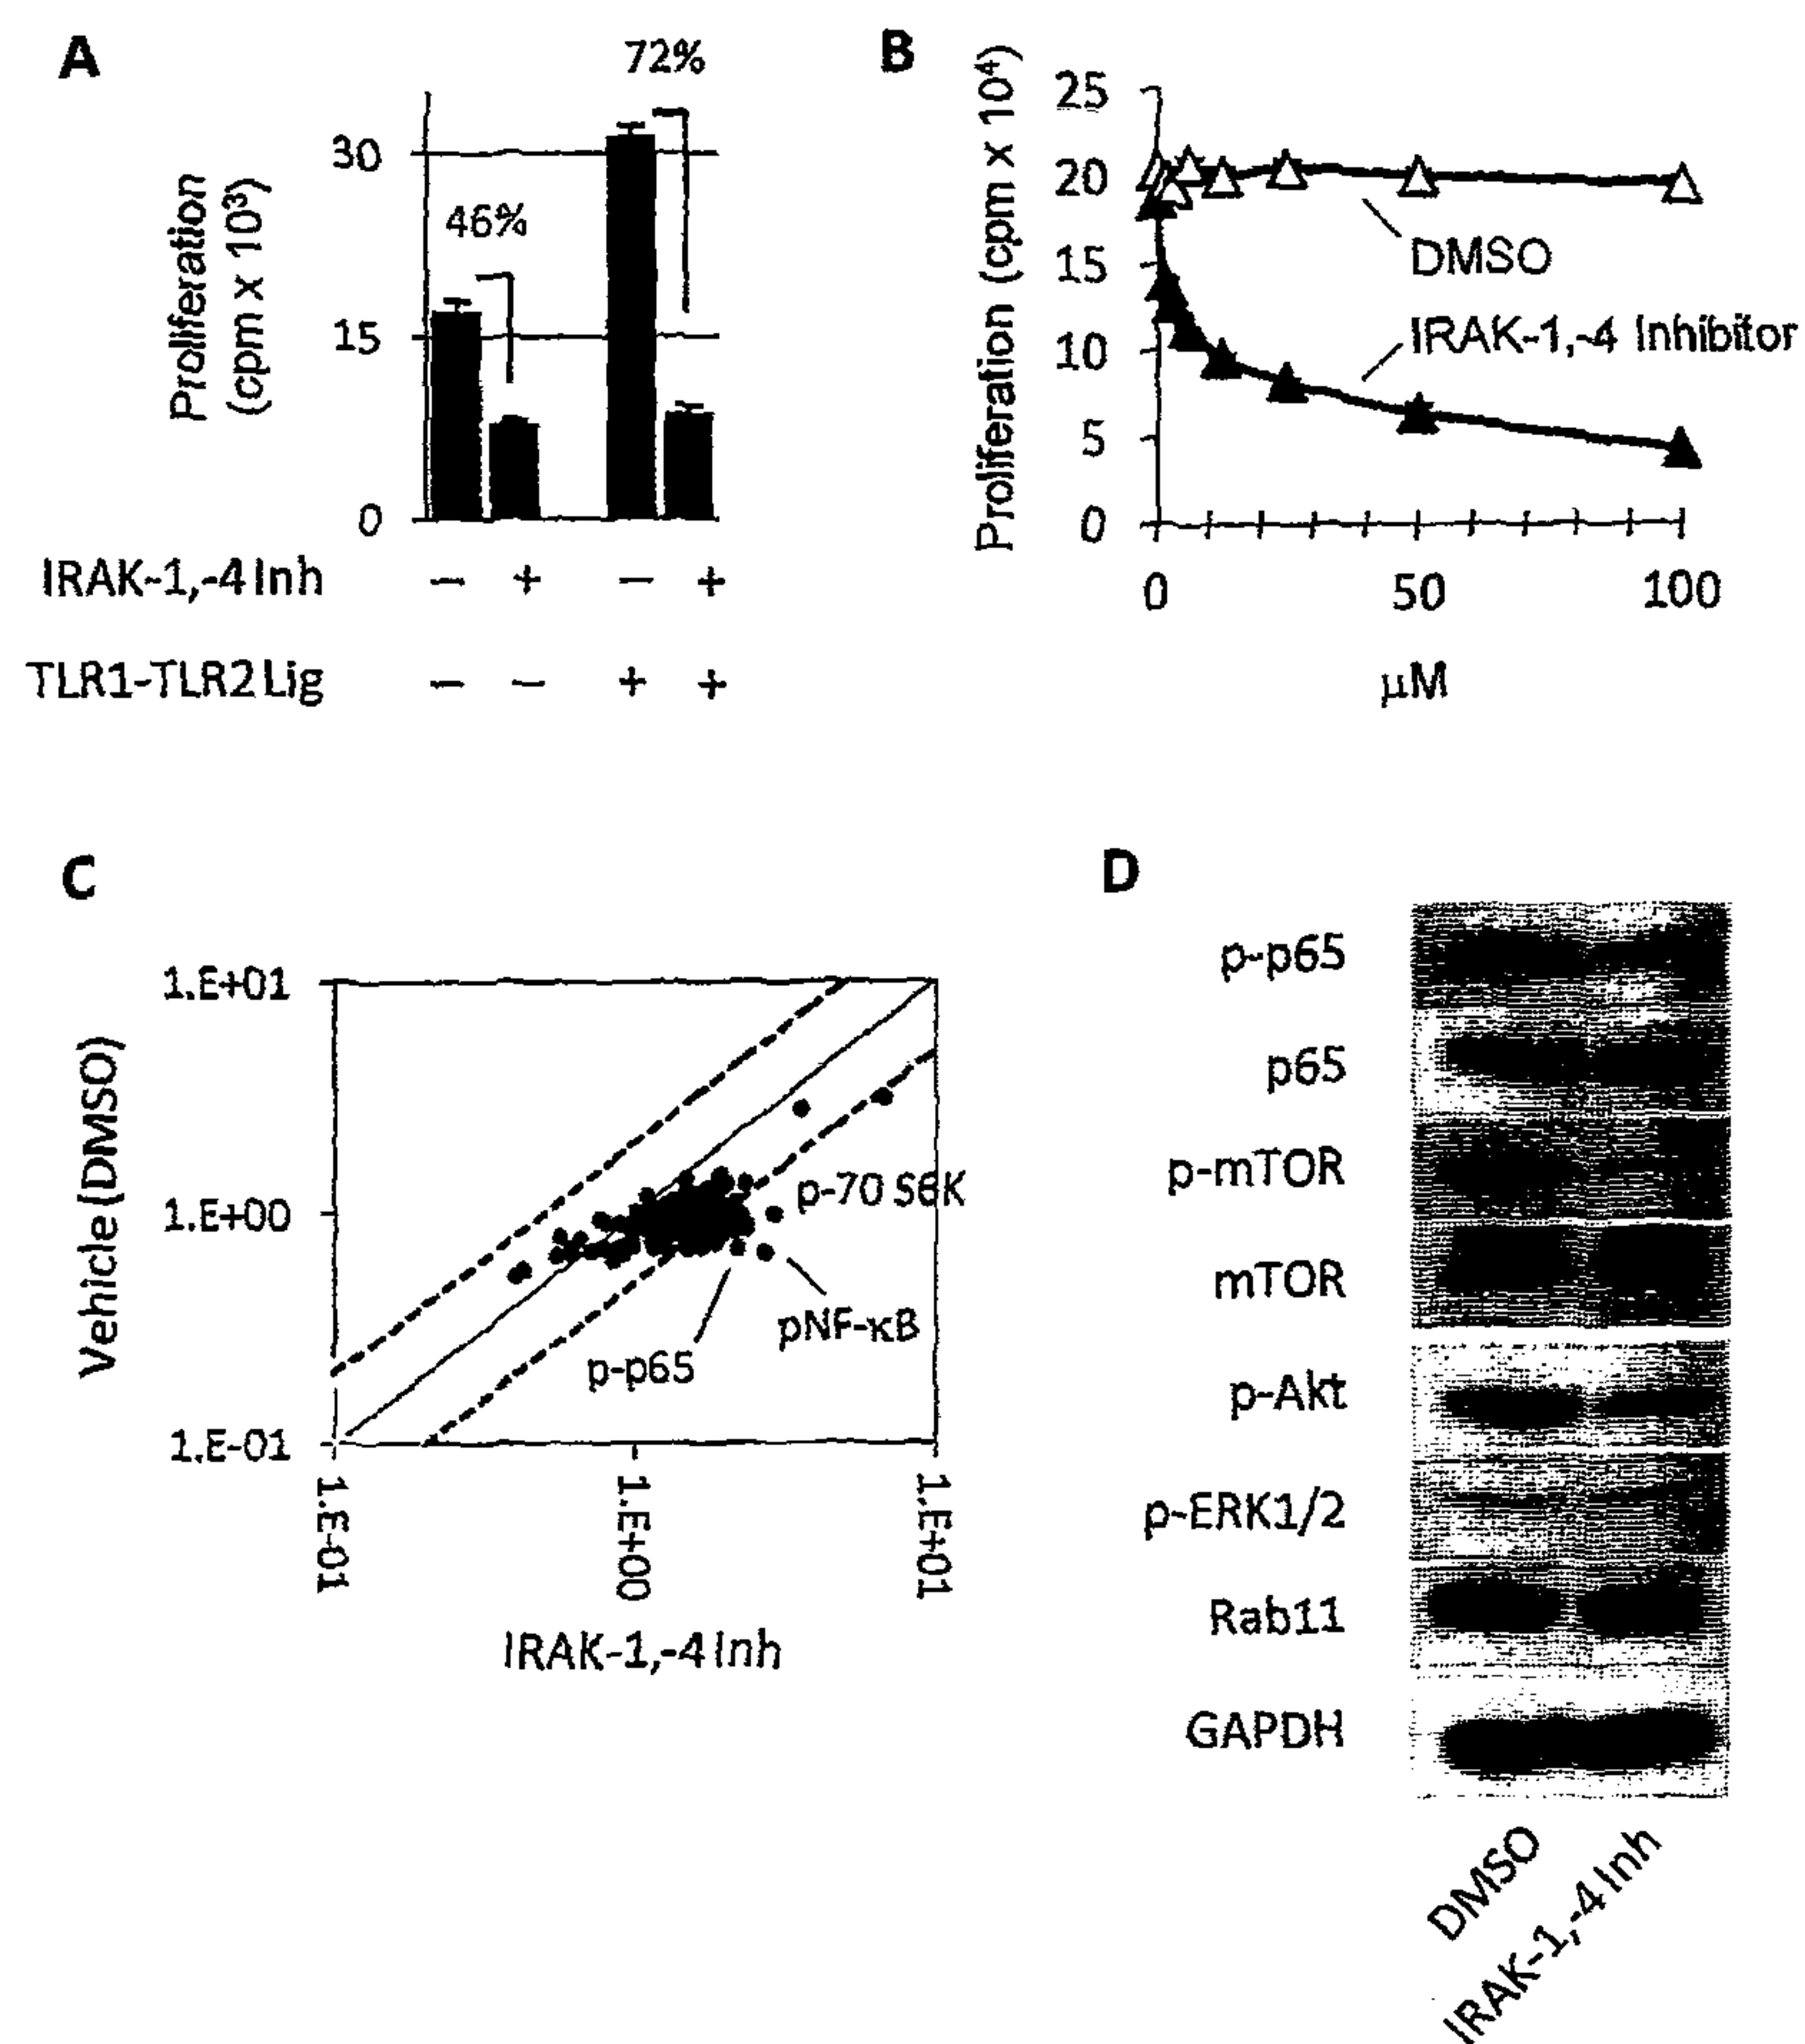 A
72%
46%
Proliferation
(cpm x 10³)
30
15
0
IRAK-1,-4 Inh − + − +
TLR1-TLR2 Lig − − + +
B
Proliferation (cpm x 10⁴)
25
20
15
10
5
0
DMSO
IRAK-1,-4 Inhibitor
0 50 100
µM
C
Vehicle (DMSO)
1.E+01
1.E+00
1.E-01
p-70 S6K
pNF-κB
p-p65
1.E-01 1.E+00 1.E+01
IRAK-1,-4 Inh
D
p-p65
p65
p-mTOR
mTOR
p-Akt
p-ERK1/2
Rab11
GAPDH
DMSO
IRAK-1,-4 Inh